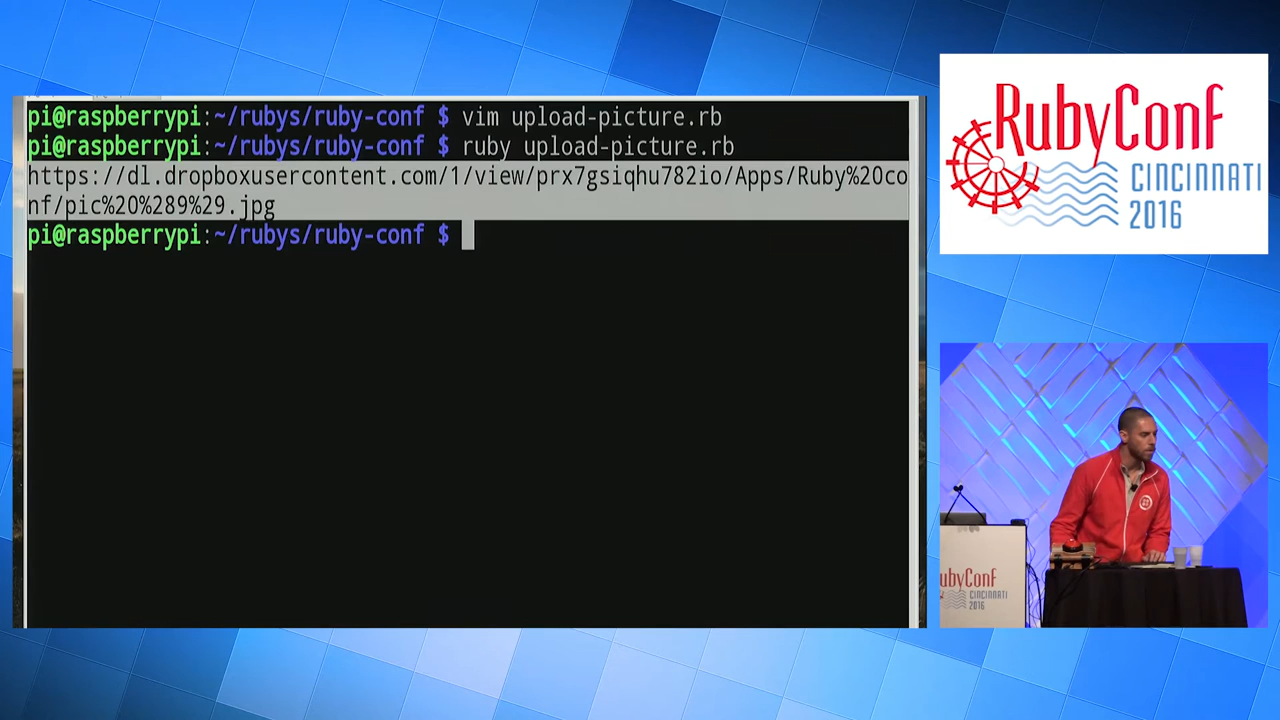 pi@raspberrypi:~/rubys/ruby-conf $ vim upload-picture.rb
pi@raspberrypi:~/rubys/ruby-conf $ ruby upload-picture.rb
https://dl.dropboxusercontent.com/1/view/prx7gsiqhu782io/Apps/Ruby%20co
nf/pic%20%289%29.jpg
pi@raspberrypi:~/rubys/ruby-conf $
RubyConf
CINCINNATI
2016
ubyConf
CINCINNATI
2016